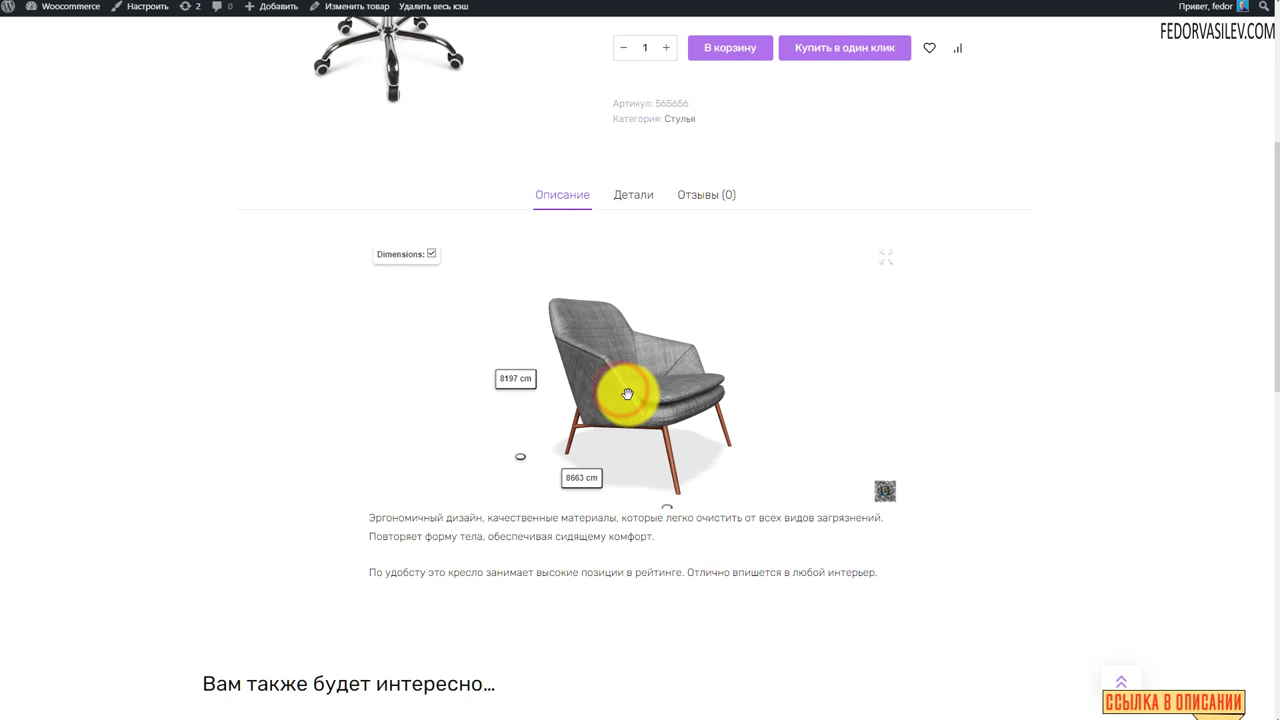 Woocommerce
Настроить
2
0
Добавить
Изменить товар
Удалить весь кэш
Привет, fedor
FEDORVASILEV.COM
− 1 +
В корзину
Купить в один клик
Артикул: 565656
Категория: Стулья
Описание
Детали
Отзывы (0)
Dimensions:
8197 cm
8663 cm
Эргономичный дизайн, качественные материалы, которые легко очистить от всех видов загрязнений.
Повторяет форму тела, обеспечивая сидящему комфорт.
По удобсту это кресло занимает высокие позиции в рейтинге. Отлично впишется в любой интерьер.
Вам также будет интересно…
ССЫЛКА В ОПИСАНИИ